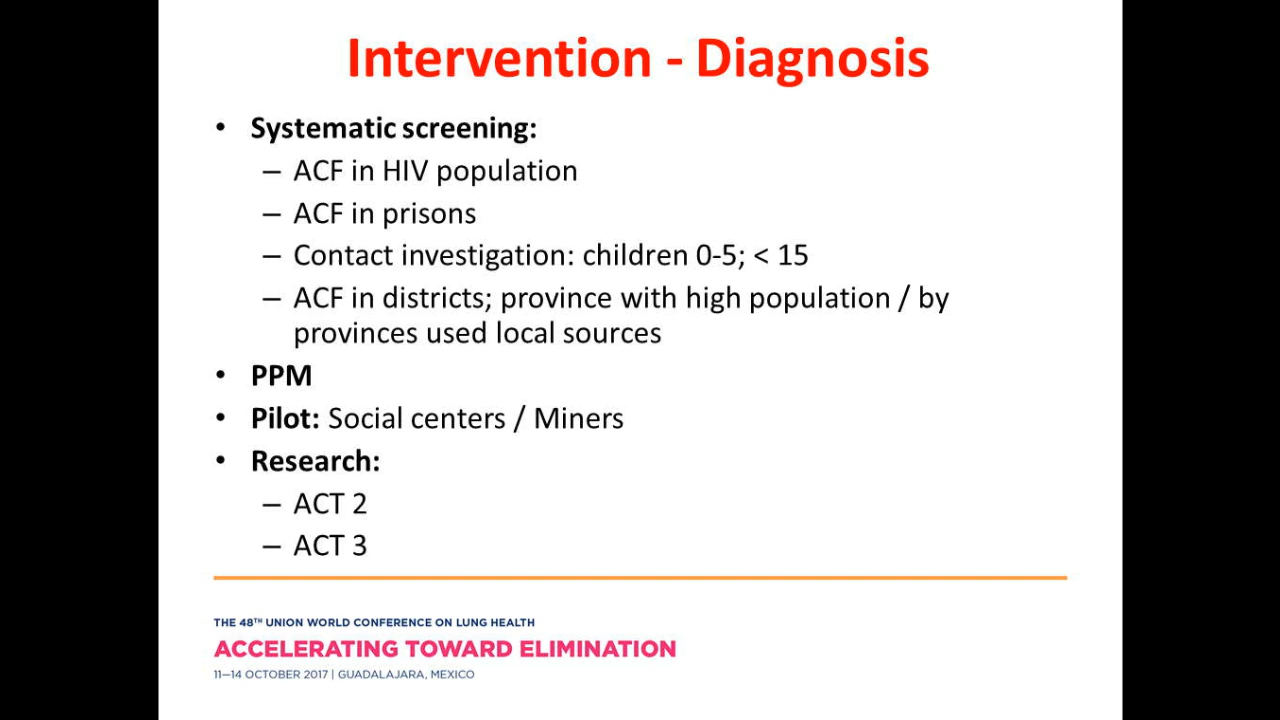 Intervention - Diagnosis
• Systematic screening:
– ACF in HIV population
– ACF in prisons
– Contact investigation: children 0-5; < 15
– ACF in districts; province with high population / by
provinces used local sources
• PPM
• Pilot: Social centers / Miners
• Research:
– ACT 2
– ACT 3
THE 48TH UNION WORLD CONFERENCE ON LUNG HEALTH
ACCELERATING TOWARD ELIMINATION
11–14 OCTOBER 2017 | GUADALAJARA, MEXICO